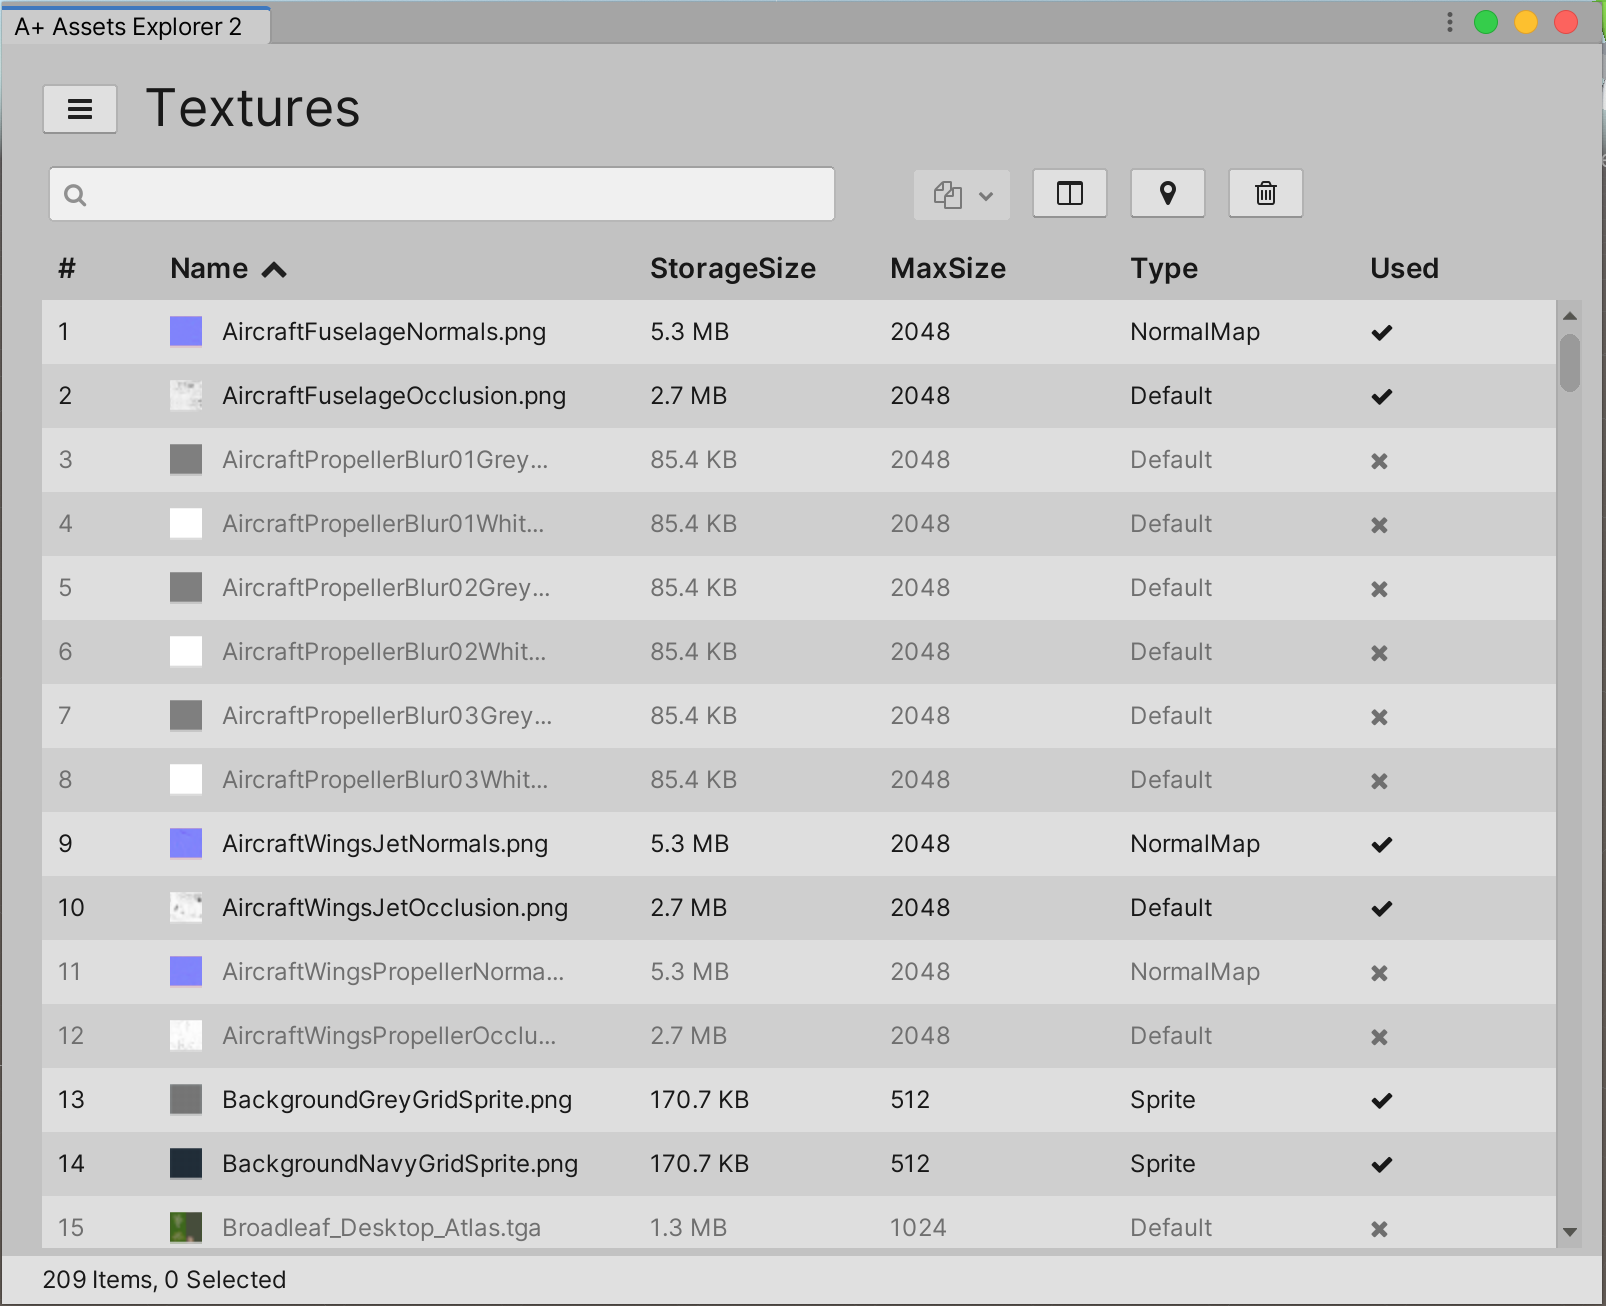 A+ Assets Explorer 2
Textures
# Name StorageSize MaxSize Type Used
1 AircraftFuselageNormals.png 5.3 MB 2048 NormalMap
2 AircraftFuselageOcclusion.png 2.7 MB 2048 Default
3 AircraftPropellerBlur01Grey... 85.4 KB 2048 Default
4 AircraftPropellerBlur01Whit... 85.4 KB 2048 Default
5 AircraftPropellerBlur02Grey... 85.4 KB 2048 Default
6 AircraftPropellerBlur02Whit... 85.4 KB 2048 Default
7 AircraftPropellerBlur03Grey... 85.4 KB 2048 Default
8 AircraftPropellerBlur03Whit... 85.4 KB 2048 Default
9 AircraftWingsJetNormals.png 5.3 MB 2048 NormalMap
10 AircraftWingsJetOcclusion.png 2.7 MB 2048 Default
11 AircraftWingsPropellerNorma... 5.3 MB 2048 NormalMap
12 AircraftWingsPropellerOcclu... 2.7 MB 2048 Default
13 BackgroundGreyGridSprite.png 170.7 KB 512 Sprite
14 BackgroundNavyGridSprite.png 170.7 KB 512 Sprite
15 Broadleaf_Desktop_Atlas.tga 1.3 MB 1024 Default
209 Items, 0 Selected